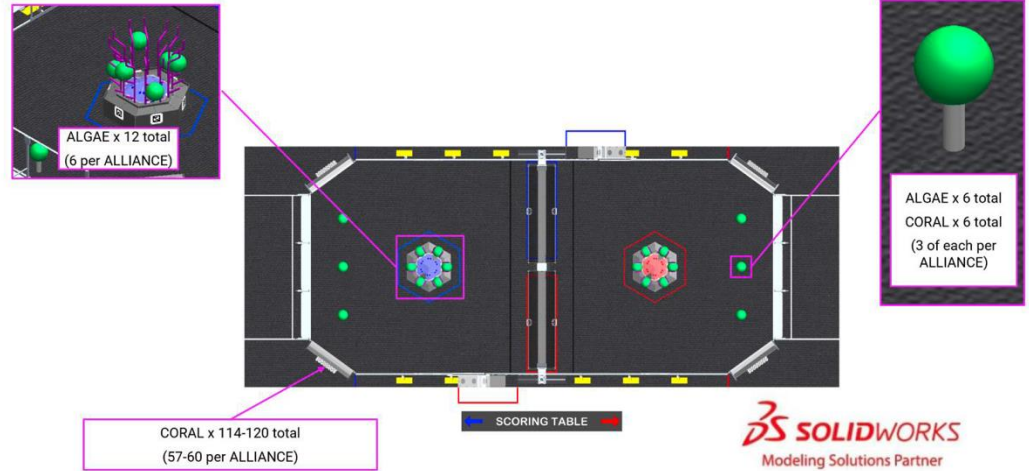 ALGAE x 12 total
(6 per ALLIANCE)
ALGAE x 6 total
CORAL x 6 total
(3 of each per
ALLIANCE)
CORAL x 114-120 total
(57-60 per ALLIANCE)
SCORING TABLE
3S SOLIDWORKS
Modeling Solutions Partner